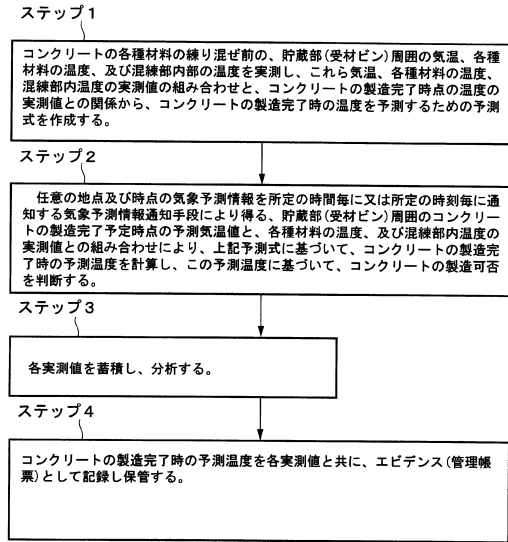 ステップ1
コンクリートの各種材料の練り混ぜ前の、貯蔵部(受材ビン)周囲の気温、各種
材料の温度、及び混練部内部の温度を実測し、これら気温、各種材料の温度、
混練部内温度の実測値の組み合わせと、コンクリートの製造完了時点の温度の
実測値との関係から、コンクリートの製造完了時の温度を予測するための予測
式を作成する。
ステップ2
任意の地点及び時点の気象予測情報を所定の時間毎に又は所定の時刻毎に通
知する気象予測情報通知手段により得る、貯蔵部(受材ビン)周囲のコンクリー
トの製造完了予定時点の予測気温値と、各種材料の温度、及び混練部内温度の
実測値との組み合わせにより、上記予測式に基づいて、コンクリートの製造完
了時の予測温度を計算し、この予測温度に基づいて、コンクリートの製造可否
を判断する。
ステップ3
各実測値を蓄積し、分析する。
ステップ4
コンクリートの製造完了時の予測温度を各実測値と共に、エビデンス(管理帳
票)として記録し保管する。